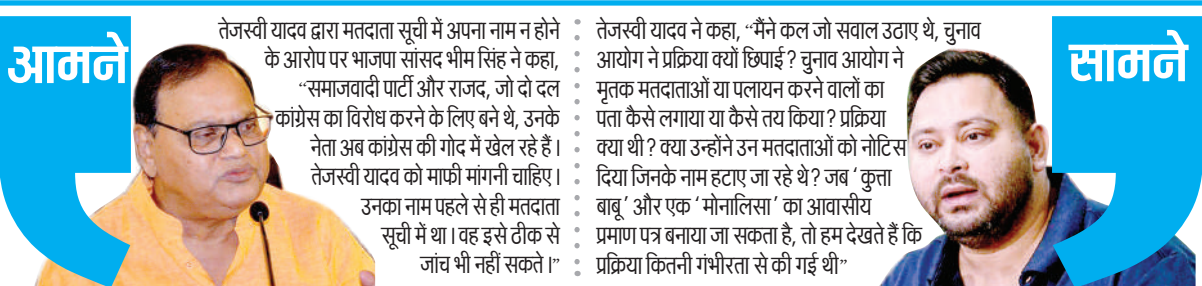 आमने
तेजस्वी यादव द्वारा मतदाता सूची में अपना नाम न होने
के आरोप पर भाजपा सांसद भीम सिंह ने कहा,
“समाजवादी पार्टी और राजद, जो दो दल
कांग्रेस का विरोध करने के लिए बने थे, उनके
नेता अब कांग्रेस की गोद में खेल रहे हैं।
तेजस्वी यादव को माफी मांगनी चाहिए।
उनका नाम पहले से ही मतदाता
सूची में था। वह इसे ठीक से
जांच भी नहीं सकते।”
तेजस्वी यादव ने कहा, “मैंने कल जो सवाल उठाए थे, चुनाव
आयोग ने प्रक्रिया क्यों छिपाई? चुनाव आयोग ने
मृतक मतदाताओं या पलायन करने वालों का
पता कैसे लगाया या कैसे तय किया? प्रक्रिया
क्या थी? क्या उन्होंने उन मतदाताओं को नोटिस
दिया जिनके नाम हटाए जा रहे थे? जब ‘कुत्ता
बाबू’ और एक ‘मोनालिसा’ का आवासीय
प्रमाण पत्र बनाया जा सकता है, तो हम देखते हैं कि
प्रक्रिया कितनी गंभीरता से की गई थी”
सामने